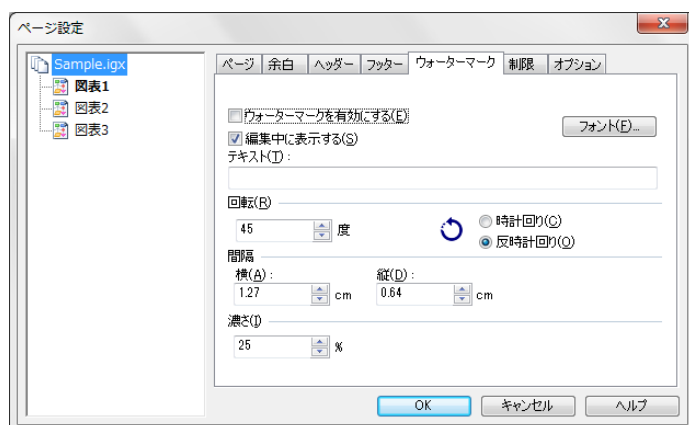 ページ設定
Sample.igx
図表1
図表2
図表3
ページ 余白 ヘッダー フッター ウォーターマーク 制限 オプション
ウォーターマークを有効にする(E)
フォント(F)...
編集中に表示する(S)
テキスト(T) :
回転(R)
45 度
時計回り(C)
反時計回り(O)
間隔
横(A) : 縦(D) :
1.27 cm 0.64 cm
濃さ(I)
25 %
OK キャンセル ヘルプ